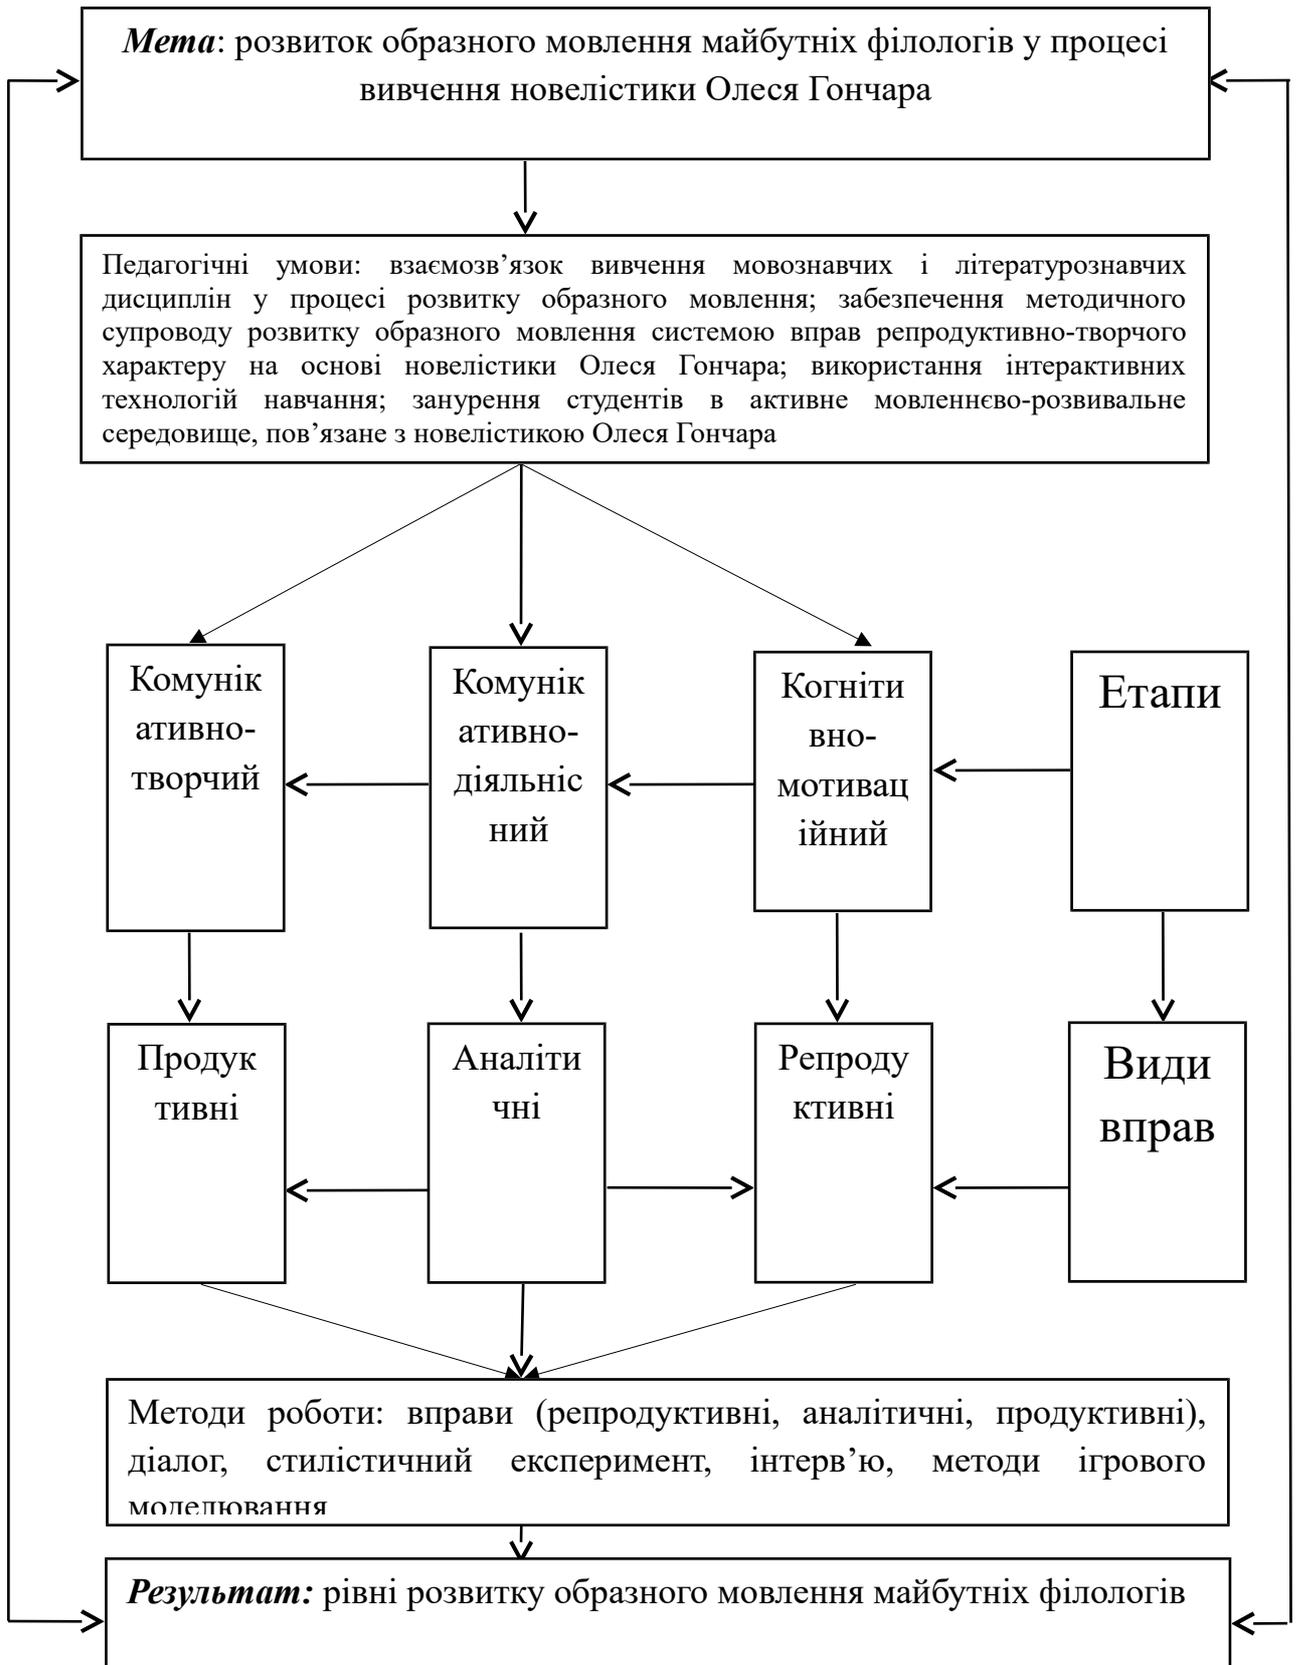 Мета: розвиток образного мовлення майбутніх філологів у процесі
вивчення новелістики Олеся Гончара
Педагогічні умови: взаємозв’язок вивчення мовознавчих і літературознавчих
дисциплін у процесі розвитку образного мовлення; забезпечення методичного
супроводу розвитку образного мовлення системою вправ репродуктивно-творчого
характеру на основі новелістики Олеся Гончара; використання інтерактивних
технологій навчання; занурення студентів в активне мовленнєво-розвивальне
середовище, пов’язане з новелістикою Олеся Гончара
Комунік
ативно-
творчий
Комунік
ативно-
діяльніс
ний
Когніти
вно-
мотивац
ійний
Етапи
Продук
тивні
Аналіти
чні
Репроду
ктивні
Види
вправ
Методи роботи: вправи (репродуктивні, аналітичні, продуктивні),
діалог, стилістичний експеримент, інтерв’ю, методи ігрового
моделювання
Результат: рівні розвитку образного мовлення майбутніх філологів